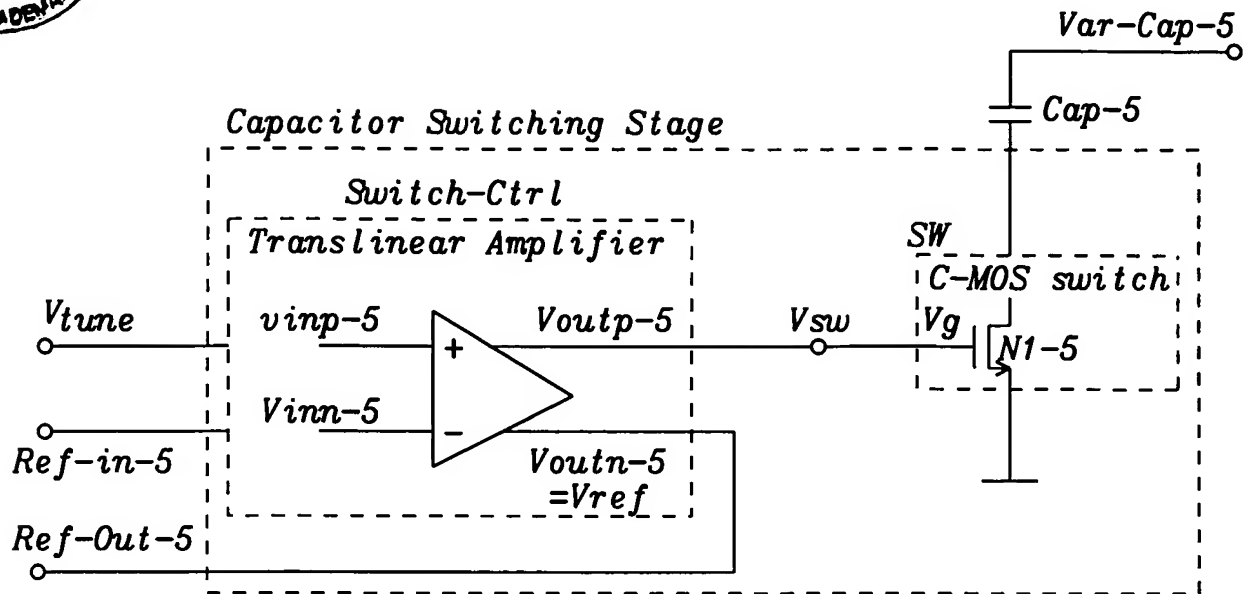 Var-Cap-5
Cap-5
Capacitor Switching Stage
Switch-Ctrl
Translinear Amplifier
SW
C-MOS switch
Vtune
vinp-5
+
Voutp-5
Vsw
Vg
N1-5
Vinn-5
-
Ref-in-5
Voutn-5
=Vref
Ref-Out-5